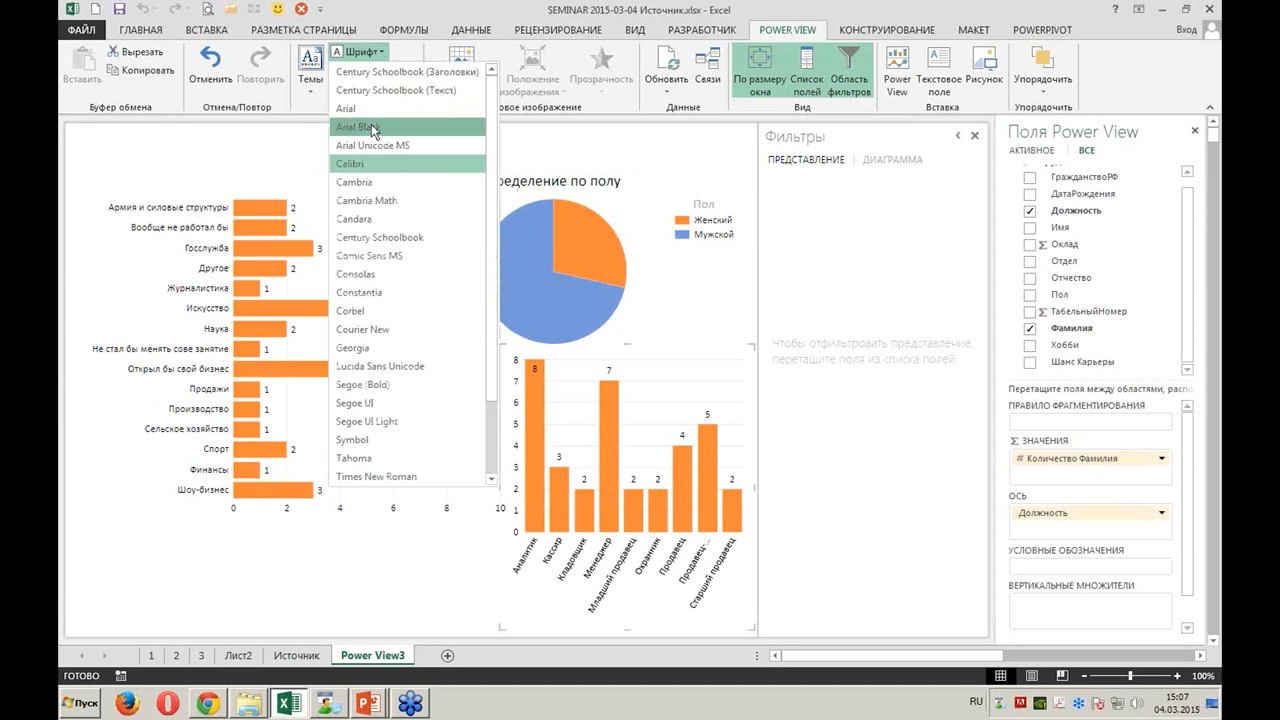 SEMINAR 2015-03-04 Источник.xlsx - Excel
ФАЙЛ ГЛАВНАЯ ВСТАВКА РАЗМЕТКА СТРАНИЦЫ ФОРМУЛЫ ДАННЫЕ РЕЦЕНЗИРОВАНИЕ ВИД РАЗРАБОТЧИК POWER VIEW КОНСТРУИРОВАНИЕ МАКЕТ POWERPIVOT Вход
Вставить
Вырезать
Копировать
Буфер обмена
Отменить Повторить
Отмена/Повтор
Темы
Шрифт
Положение изображения
Прозрачность
овое изображение
Обновить Связи
Данные
По размеру окна
Список полей
Область фильтров
Вид
Power View
Текстовое поле
Рисунок
Вставка
Упорядочить
Упорядочить
Century Schoolbook (Заголовки)
Century Schoolbook (Текст)
Arial
Arial Black
Arial Unicode MS
Calibri
Cambria
Cambria Math
Candara
Century Schoolbook
Comic Sans MS
Consolas
Constantia
Corbel
Courier New
Georgia
Lucida Sans Unicode
Segoe (Bold)
Segoe UI
Segoe UI Light
Symbol
Tahoma
Times New Roman
Армия и силовые структуры 2
Вообще не работал бы 2
Госслужба 3
Другое 2
Журналистика 1
Искусство
Наука 2
Не стал бы менять сове занятие 1
Открыл бы свой бизнес
Продажи 1
Производство 1
Сельское хозяйство 1
Спорт 2
Финансы 1
Шоу-бизнес 3
0 2 4 6 8 10
ределение по полу
Пол
Женский
Мужской
8
7
6
5
4
3
2
1
0
8 3 2 7 2 2 4 5 2
Аналитик
Кассир
Кладовщик
Менеджер
Младший продавец
Охранник
Продавец
Продавец-...
Старший продавец
Фильтры
ПРЕДСТАВЛЕНИЕ ДИАГРАММА
Чтобы отфильтровать представление,
перетащите поля из списка полей.
Поля Power View
АКТИВНОЕ ВСЕ
ГражданствоРФ
ДатаРождения
Должность
Имя
Σ Оклад
Отдел
Отчество
Пол
Σ ТабельныйНомер
Фамилия
Хобби
Шанс Карьеры
Перетащите поля между областями, распо
ПРАВИЛО ФРАГМЕНТИРОВАНИЯ
Σ ЗНАЧЕНИЯ
# Количество Фамилия
ОСЬ
Должность
УСЛОВНЫЕ ОБОЗНАЧЕНИЯ
ВЕРТИКАЛЬНЫЕ МНОЖИТЕЛИ
1 2 3 Лист2 Источник Power View3
ГОТОВО 100%
Пуск RU 15:07
04.03.2015